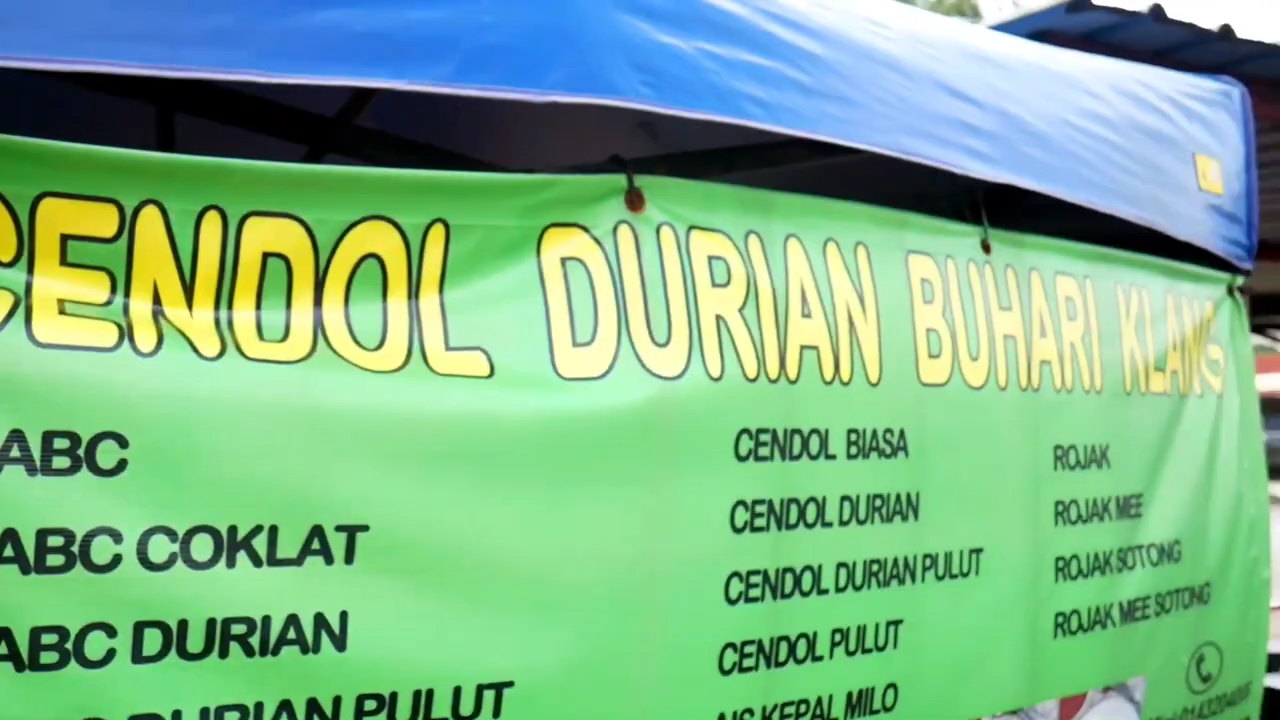 CENDOL DURIAN BUHARI KLANG
ABC
ABC COKLAT
ABC DURIAN
DURIAN PULUT
CENDOL BIASA
CENDOL DURIAN
CENDOL DURIAN PULUT
CENDOL PULUT
AIS KEPAL MILO
ROJAK
ROJAK MEE
ROJAK SOTONG
ROJAK MEE SOTONG